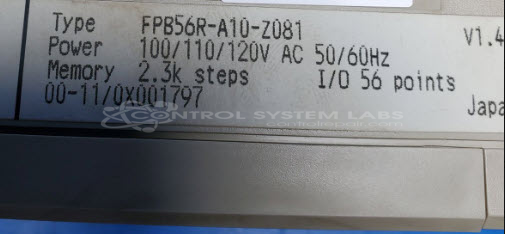 Type FPB56R-A10-Z081 V1.4
Power 100/110/120V AC 50/60Hz
Memory 2.3k steps I/O 56 points
00-11/0X001797
CONTROL SYSTEM LABS
Japa